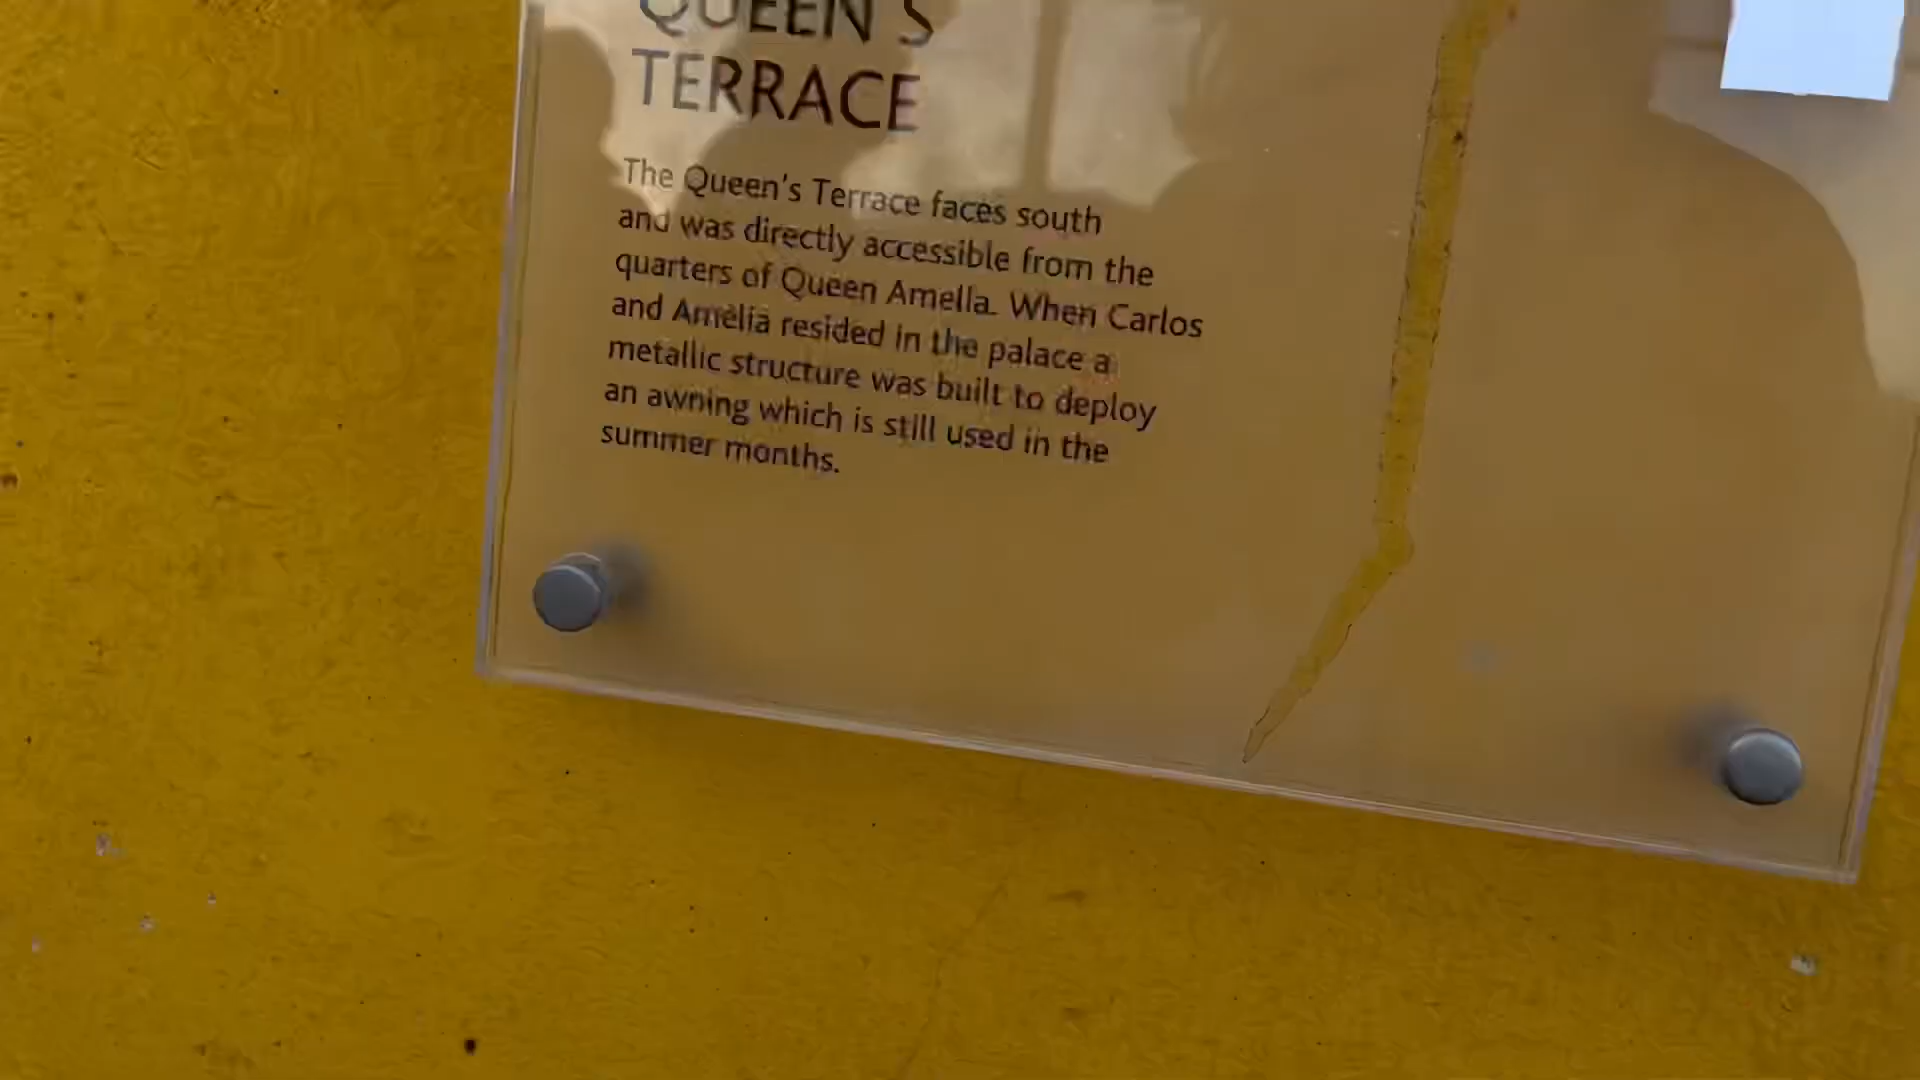 QUEEN'S
TERRACE
The Queen's Terrace faces south
and was directly accessible from the
quarters of Queen Amelia. When Carlos
and Amélia resided in the palace a
metallic structure was built to deploy
an awning which is still used in the
summer months.